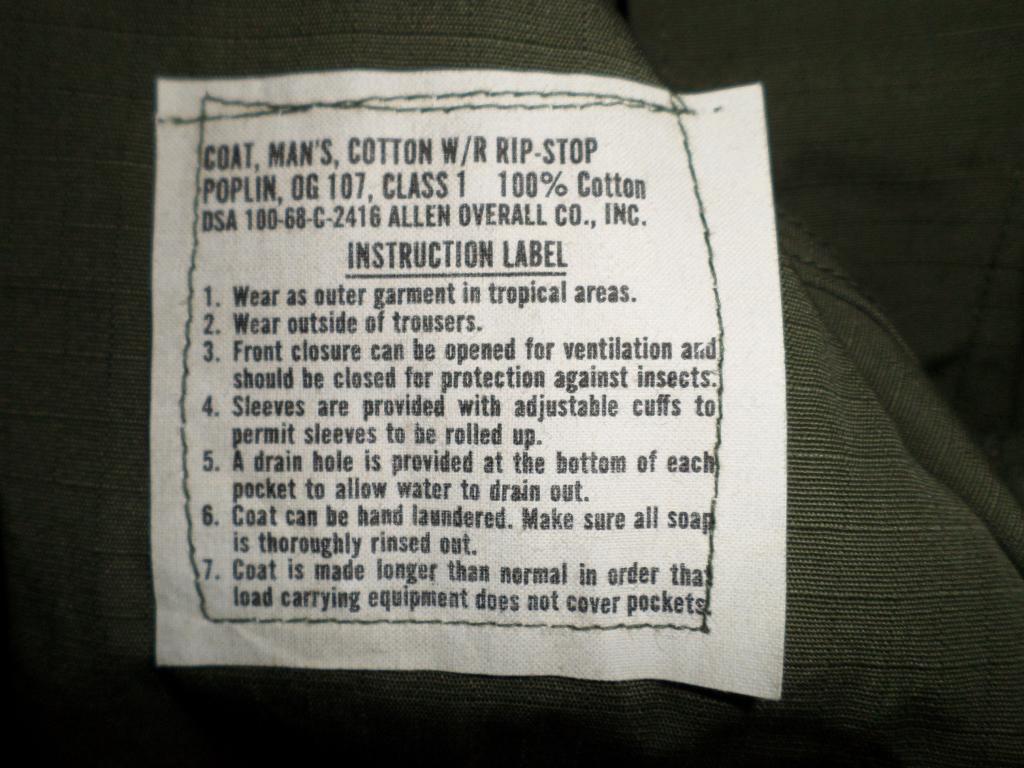 COAT, MAN'S, COTTON W/R RIP-STOP
POPLIN, OG 107, CLASS 1 100% Cotton
DSA 100-68-C-2416 ALLEN OVERALL CO., INC.
INSTRUCTION LABEL
1. Wear as outer garment in tropical areas.
2. Wear outside of trousers.
3. Front closure can be opened for ventilation and
should be closed for protection against insects.
4. Sleeves are provided with adjustable cuffs to
permit sleeves to be rolled up.
5. A drain hole is provided at the bottom of each
pocket to allow water to drain out.
6. Coat can be hand laundered. Make sure all soap
is thoroughly rinsed out.
7. Coat is made longer than normal in order that
load carrying equipment does not cover pockets.